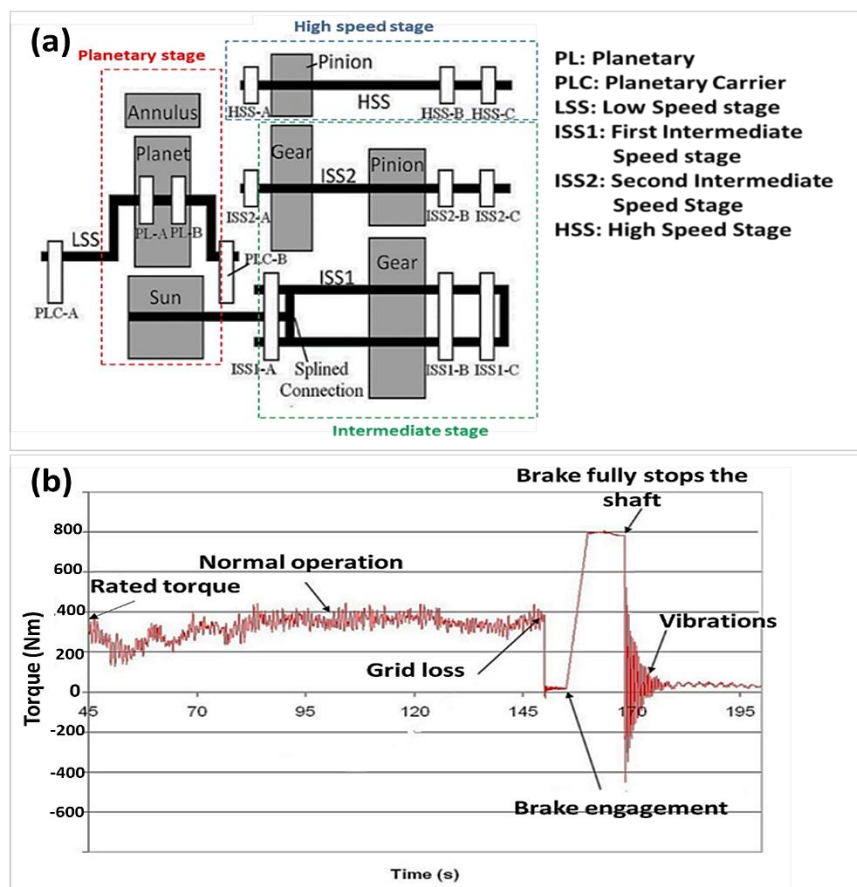 (a)
High speed stage
Planetary stage
Pinion
HSS
HSS-A
HSS-B
HSS-C
Annulus
Planet
Gear
ISS2
Pinion
LSS
PL-A
PL-B
ISS2-A
ISS2-B
ISS2-C
PLC-B
PLC-A
Sun
ISS1
Gear
ISS1-A
Splined
Connection
ISS1-B
ISS1-C
Intermediate stage
PL: Planetary
PLC: Planetary Carrier
LSS: Low Speed stage
ISS1: First Intermediate
Speed stage
ISS2: Second Intermediate
Speed Stage
HSS: High Speed Stage
(b)
Brake fully stops the
shaft
Normal operation
Rated torque
Grid loss
Vibrations
Brake engagement
Torque (Nm)
800
600
400
200
0
-200
-400
-600
45
70
95
120
145
170
195
Time (s)